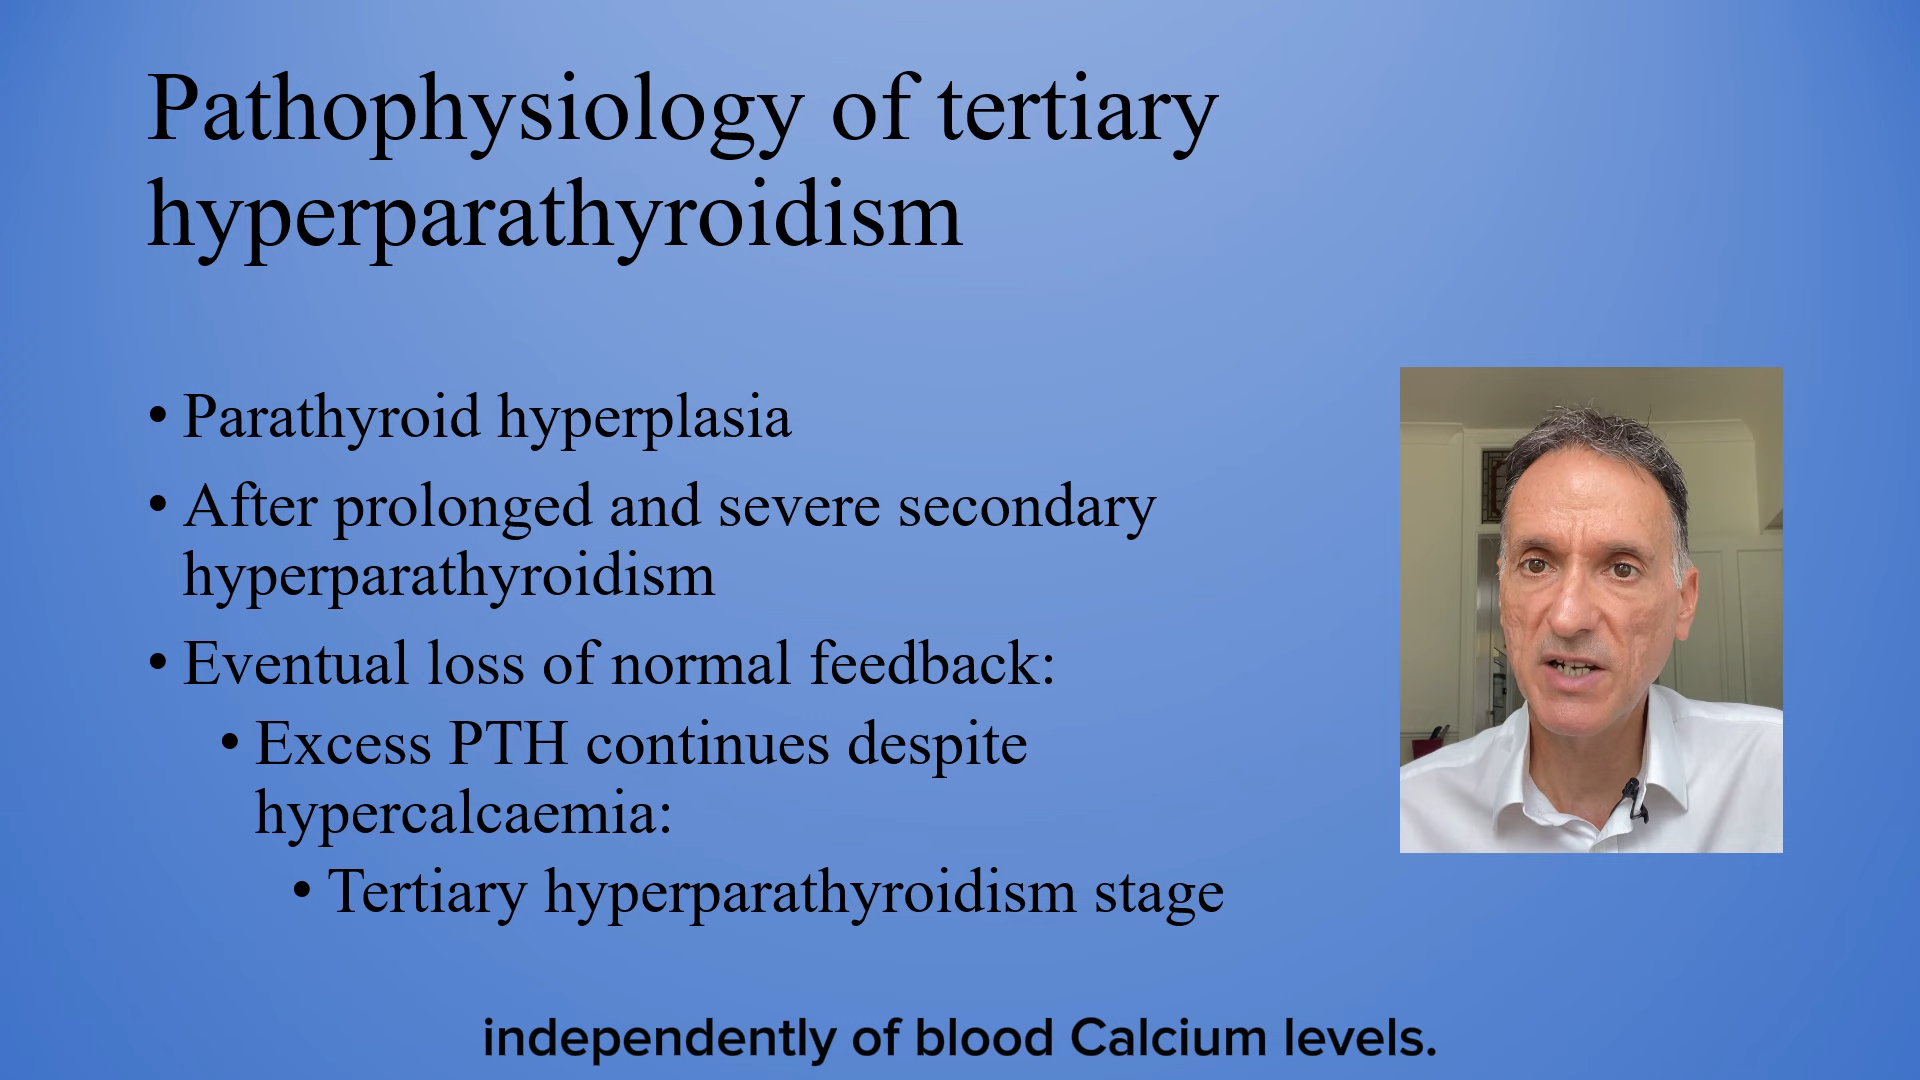 Pathophysiology of tertiary
hyperparathyroidism
• Parathyroid hyperplasia
• After prolonged and severe secondary
hyperparathyroidism
• Eventual loss of normal feedback:
• Excess PTH continues despite
hypercalcaemia:
• Tertiary hyperparathyroidism stage
independently of blood Calcium levels.